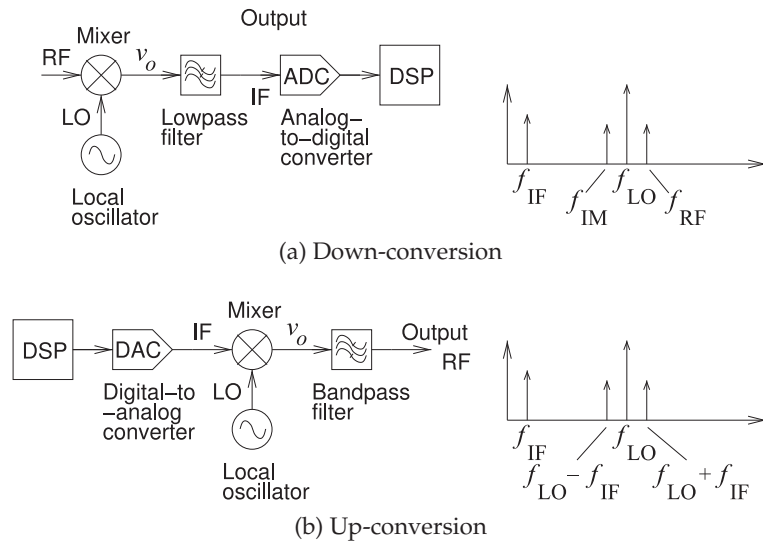 Output
Mixer
RF
v_o
ADC
DSP
LO
IF
Lowpass
filter
Analog–
to–digital
converter
Local
oscillator
f_IF
f_IM
f_LO
f_RF
(a) Down-conversion
Mixer
DSP
DAC
IF
v_o
Output
RF
LO
Digital–to
–analog
converter
Bandpass
filter
Local
oscillator
f_IF
f_LO
f_LO – f_IF
f_LO + f_IF
(b) Up-conversion